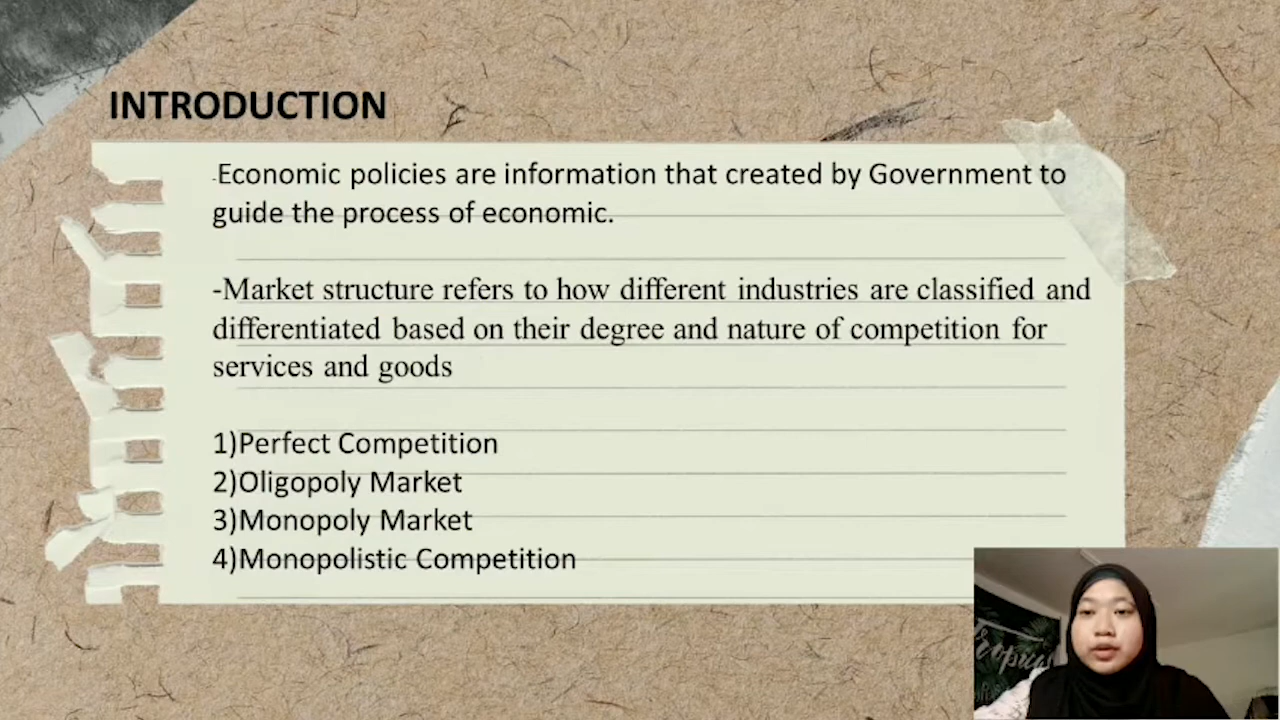 INTRODUCTION
-Economic policies are information that created by Government to
guide the process of economic.
-Market structure refers to how different industries are classified and
differentiated based on their degree and nature of competition for
services and goods
1)Perfect Competition
2)Oligopoly Market
3)Monopoly Market
4)Monopolistic Competition